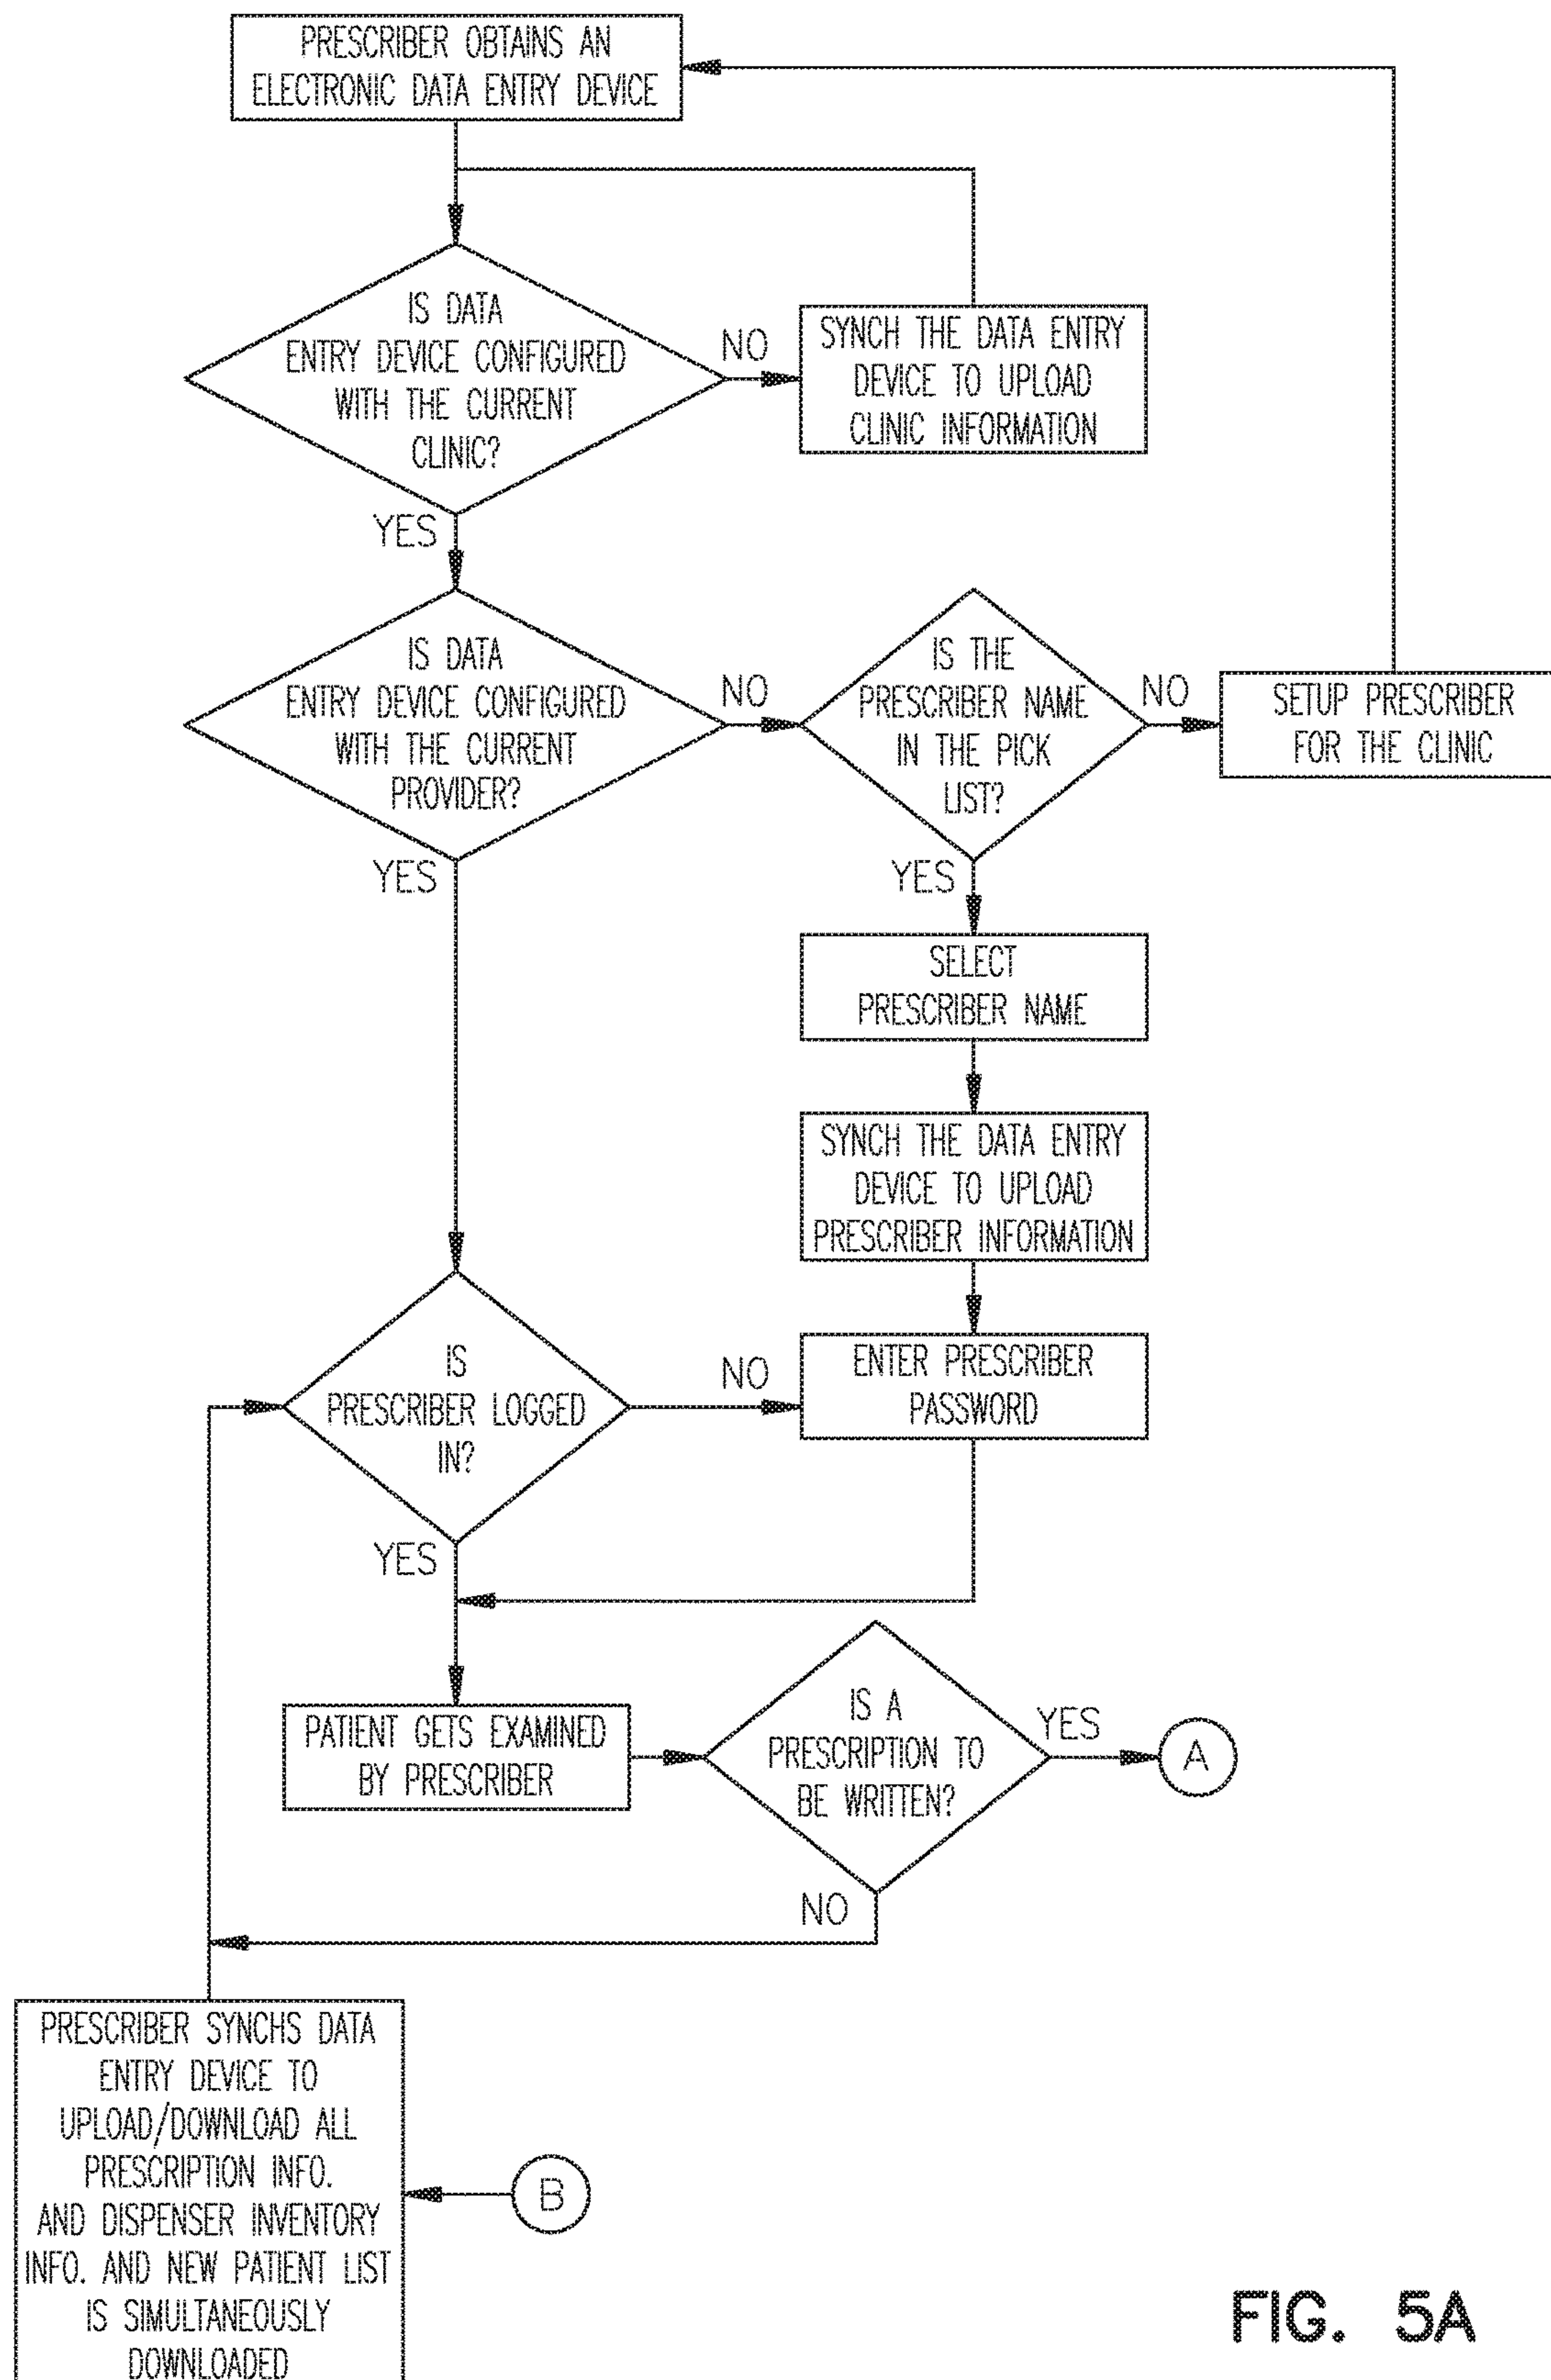 PRESCRIBER OBTAINS AN
ELECTRONIC DATA ENTRY DEVICE
IS DATA
ENTRY DEVICE CONFIGURED
WITH THE CURRENT
CLINIC?
NO
SYNCH THE DATA ENTRY
DEVICE TO UPLOAD
CLINIC INFORMATION
YES
IS DATA
ENTRY DEVICE CONFIGURED
WITH THE CURRENT
PROVIDER?
NO
IS THE
PRESCRIBER NAME
IN THE PICK
LIST?
NO
SETUP PRESCRIBER
FOR THE CLINIC
YES
YES
SELECT
PRESCRIBER NAME
SYNCH THE DATA ENTRY
DEVICE TO UPLOAD
PRESCRIBER INFORMATION
IS
PRESCRIBER LOGGED
IN?
NO
ENTER PRESCRIBER
PASSWORD
YES
PATIENT GETS EXAMINED
BY PRESCRIBER
IS A
PRESCRIPTION TO
BE WRITTEN?
YES
A
NO
PRESCRIBER SYNCHS DATA
ENTRY DEVICE TO
UPLOAD/DOWNLOAD ALL
PRESCRIPTION INFO.
AND DISPENSER INVENTORY
INFO. AND NEW PATIENT LIST
IS SIMULTANEOUSLY
DOWNLOADED
B
FIG. 5A